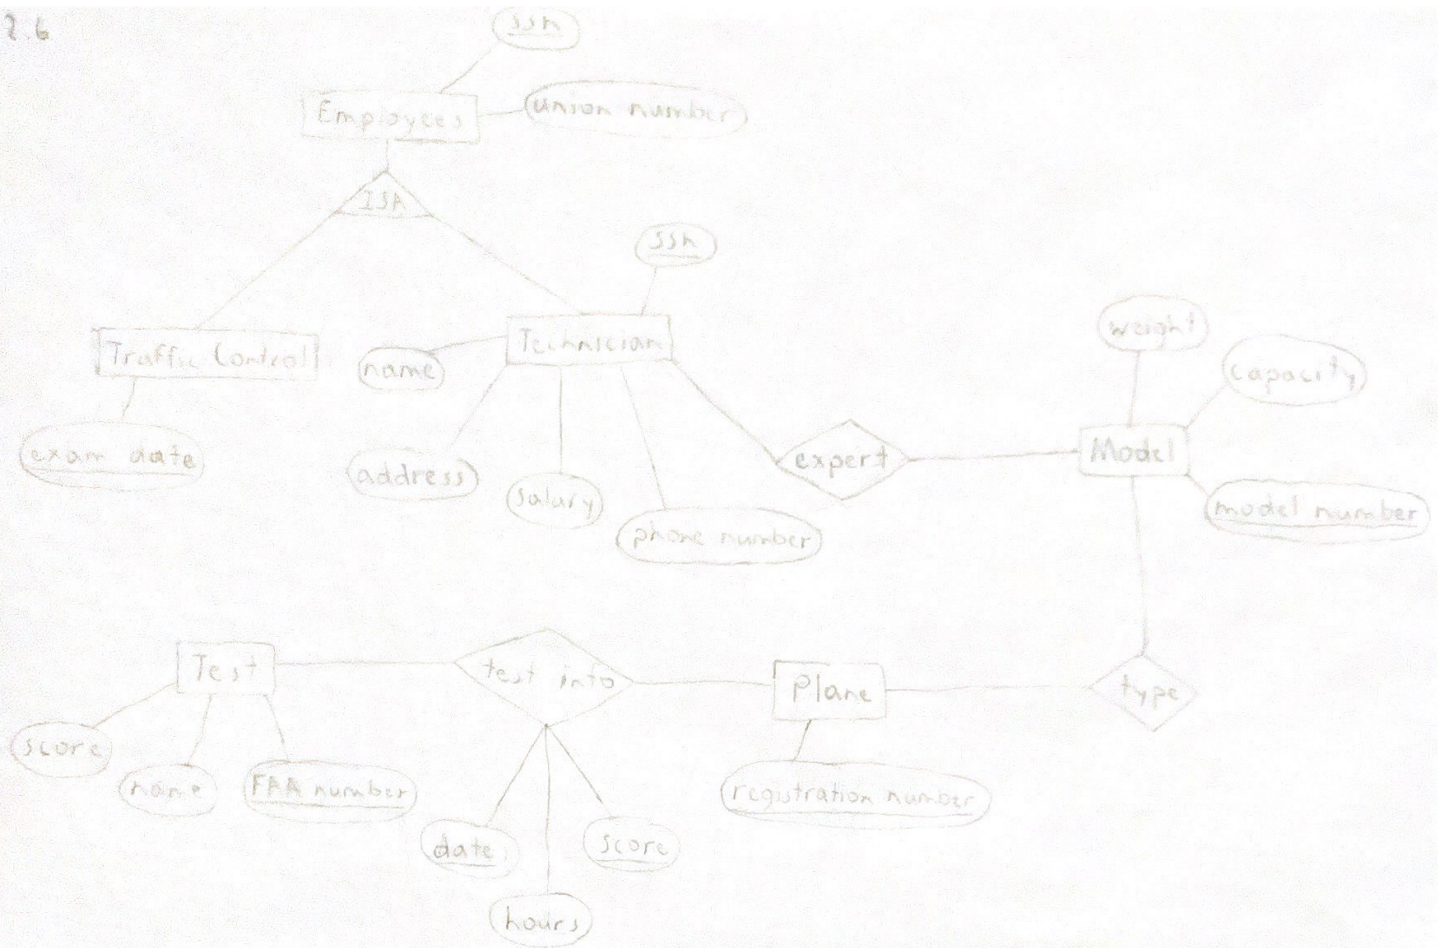 2.6
ssn
Employees
union number
ISA
ssn
Technician
Traffic Control
name
exam date
address
salary
phone number
expert
weight
capacity
Model
model number
Test
test info
Plane
type
score
name
FAA number
registration number
date
score
hours